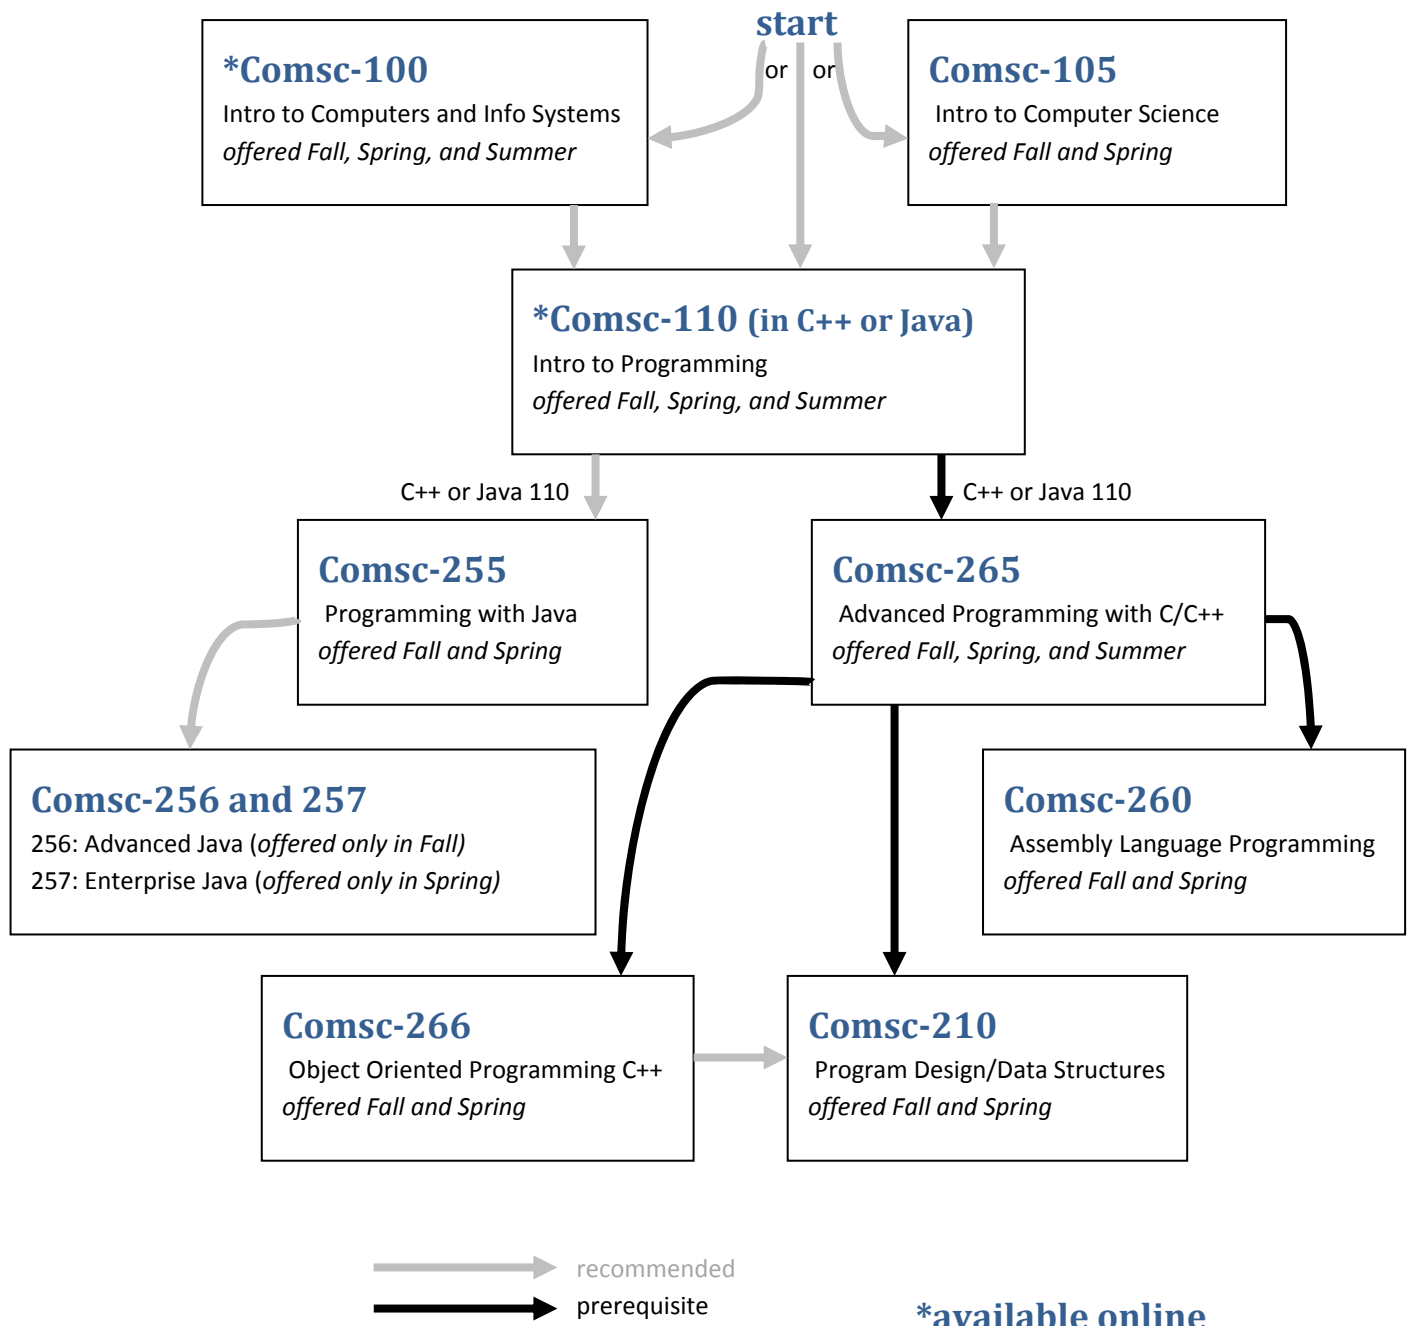 start
*Comsc-100
Intro to Computers and Info Systems
offered Fall, Spring, and Summer
or or
Comsc-105
Intro to Computer Science
offered Fall and Spring
*Comsc-110 (in C++ or Java)
Intro to Programming
offered Fall, Spring, and Summer
C++ or Java 110
C++ or Java 110
Comsc-255
Programming with Java
offered Fall and Spring
Comsc-265
Advanced Programming with C/C++
offered Fall, Spring, and Summer
Comsc-256 and 257
256: Advanced Java (offered only in Fall)
257: Enterprise Java (offered only in Spring)
Comsc-260
Assembly Language Programming
offered Fall and Spring
Comsc-266
Object Oriented Programming C++
offered Fall and Spring
Comsc-210
Program Design/Data Structures
offered Fall and Spring
recommended
prerequisite
*available online